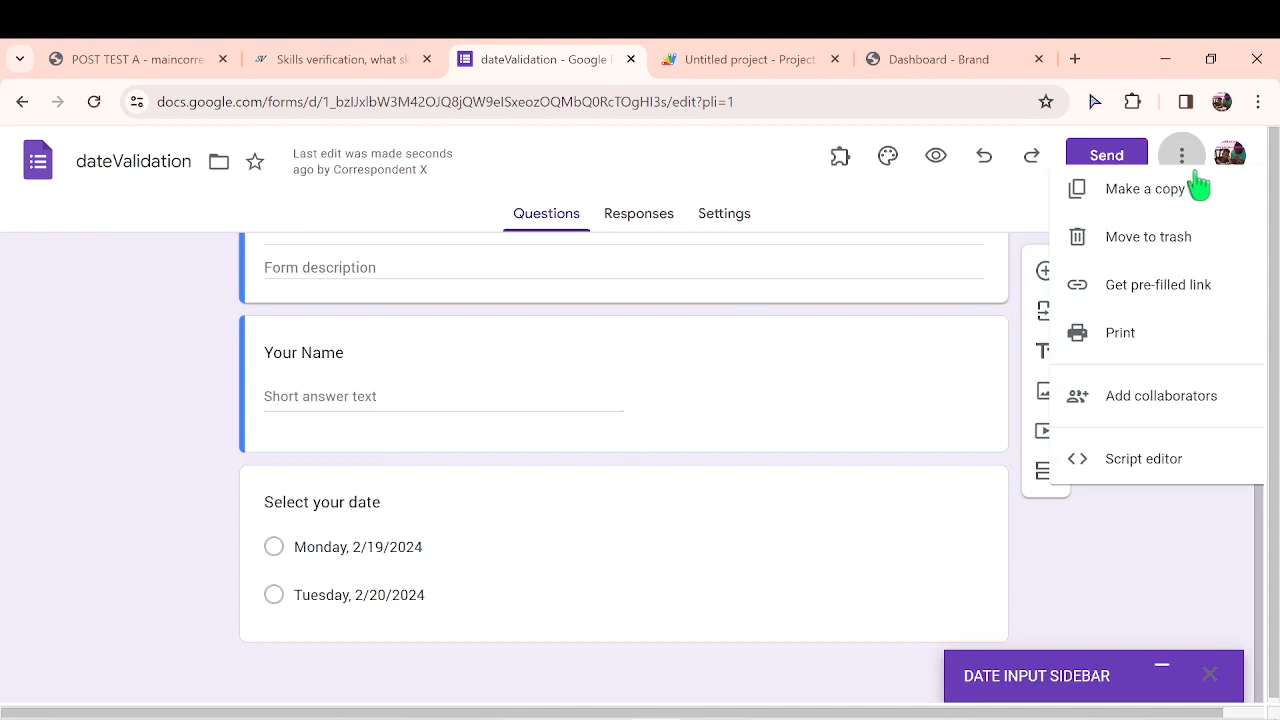 POST TEST A - maincoffre
Skills verification, what sk
dateValidation - Google F
Untitled project - Project
Dashboard - Brand
docs.google.com/forms/d/1_bzlJxlbW3M42OJQ8jQW9eISxeozOQMbQ0RcTOgHI3s/edit?pli=1
dateValidation
Last edit was made seconds
ago by Correspondent X
Send
Questions
Responses
Settings
Make a copy
Move to trash
Get pre-filled link
Print
Add collaborators
Script editor
Form description
Your Name
Short answer text
Select your date
Monday, 2/19/2024
Tuesday, 2/20/2024
DATE INPUT SIDEBAR